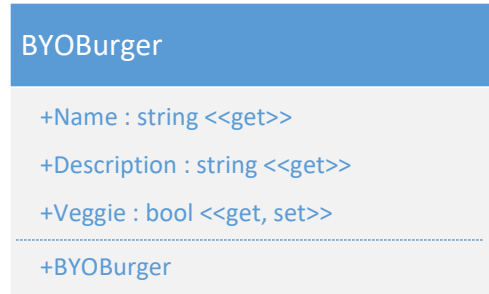 BYOBurger
+Name : string <<get>>
+Description : string <<get>>
+Veggie : bool <<get, set>>
+BYOBurger